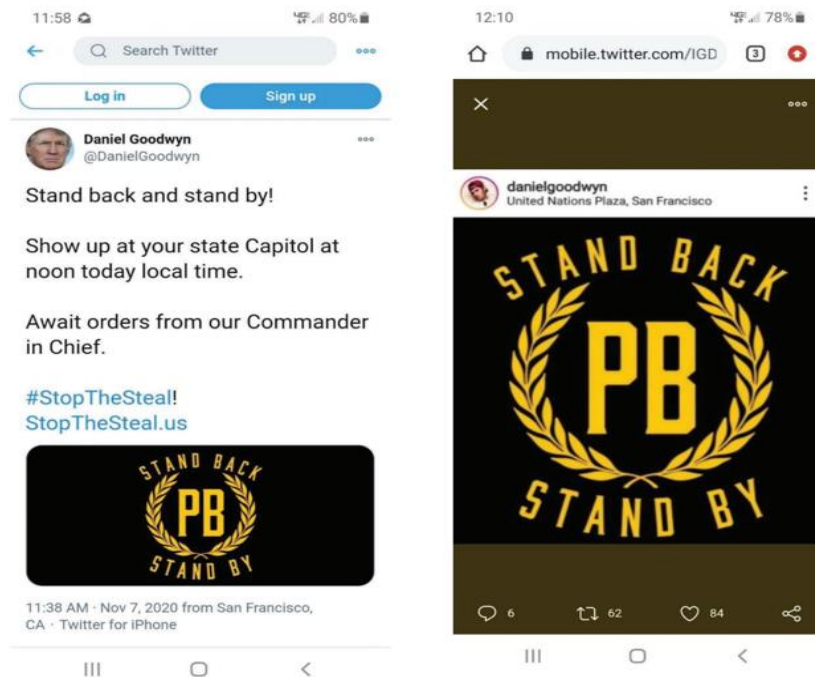 11:58 80%
Search Twitter
Log in Sign up
Daniel Goodwyn
@DanielGoodwyn
Stand back and stand by!
Show up at your state Capitol at
noon today local time.
Await orders from our Commander
in Chief.
#StopTheSteal!
StopTheSteal.us
STAND BACK
PB
STAND BY
11:38 AM · Nov 7, 2020 from San Francisco,
CA · Twitter for iPhone
12:10 78%
mobile.twitter.com/IGD 3
danielgoodwyn
United Nations Plaza, San Francisco
STAND BACK
PB
STAND BY
6 62 84